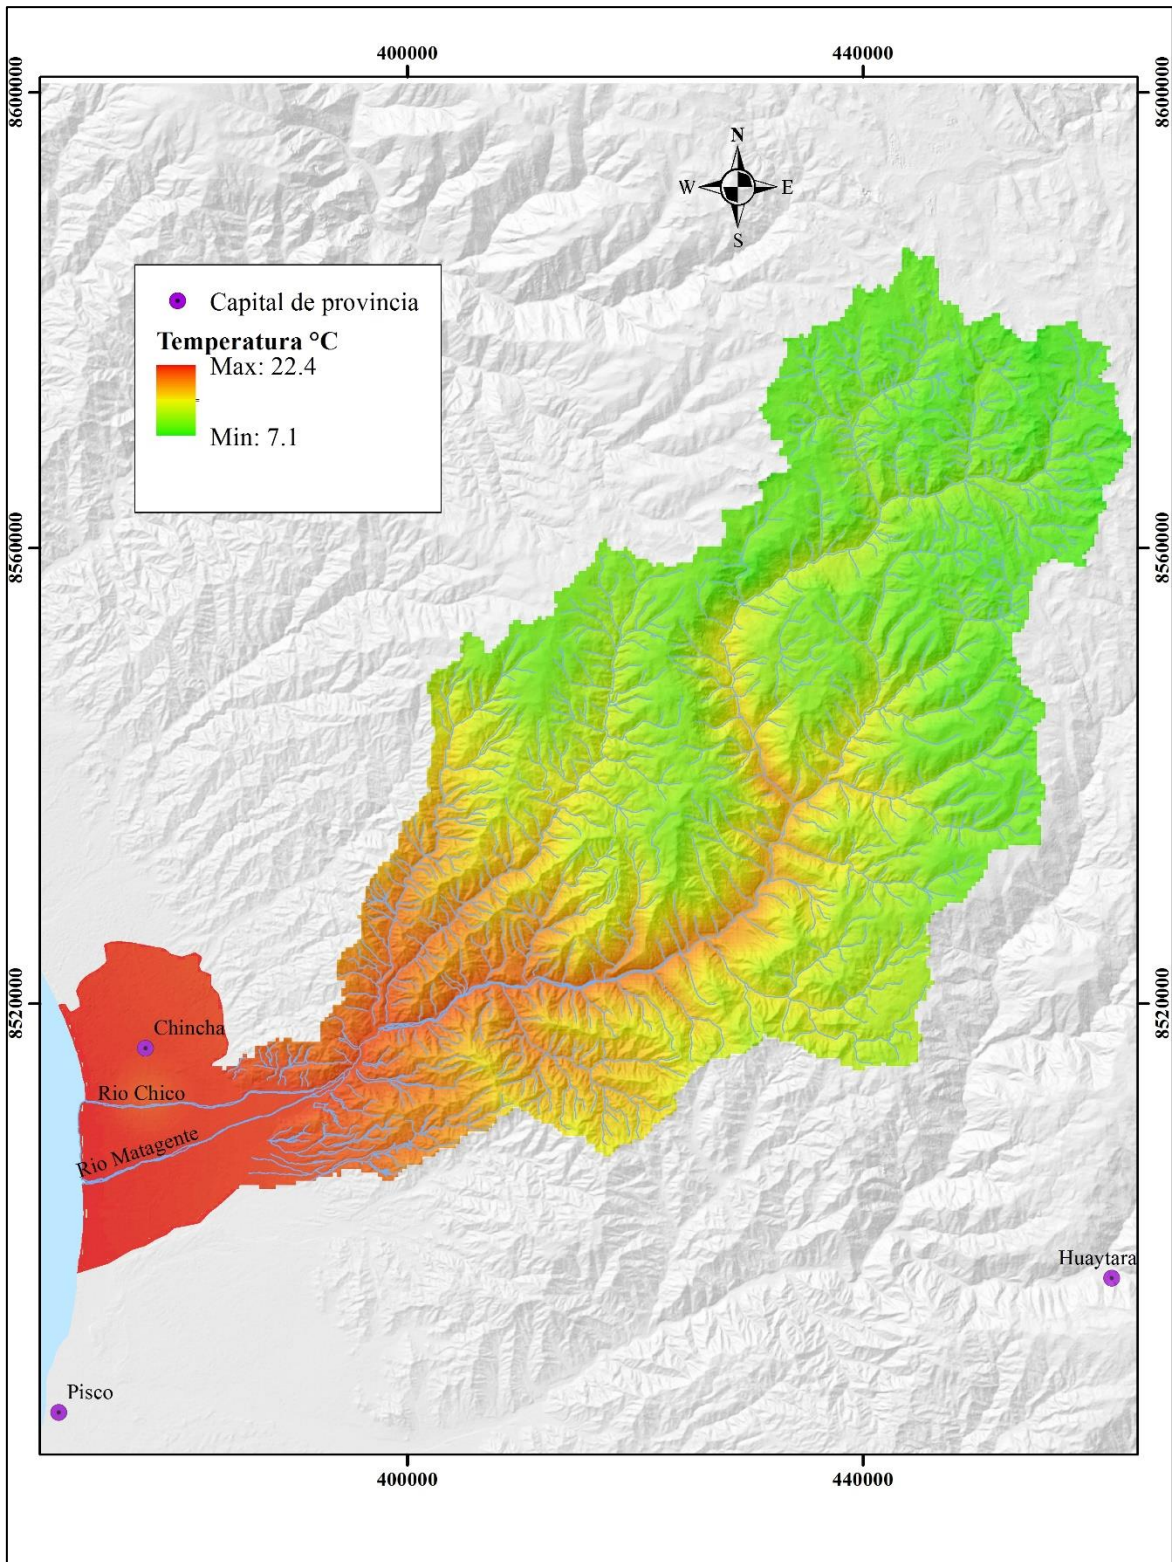 400000
440000
8600000
8600000
N
W
E
S
Capital de provincia
Temperatura °C
Max: 22.4
Min: 7.1
8560000
8560000
8520000
8520000
Chincha
Rio Chico
Rio Matagente
Huaytara
Pisco
400000
440000